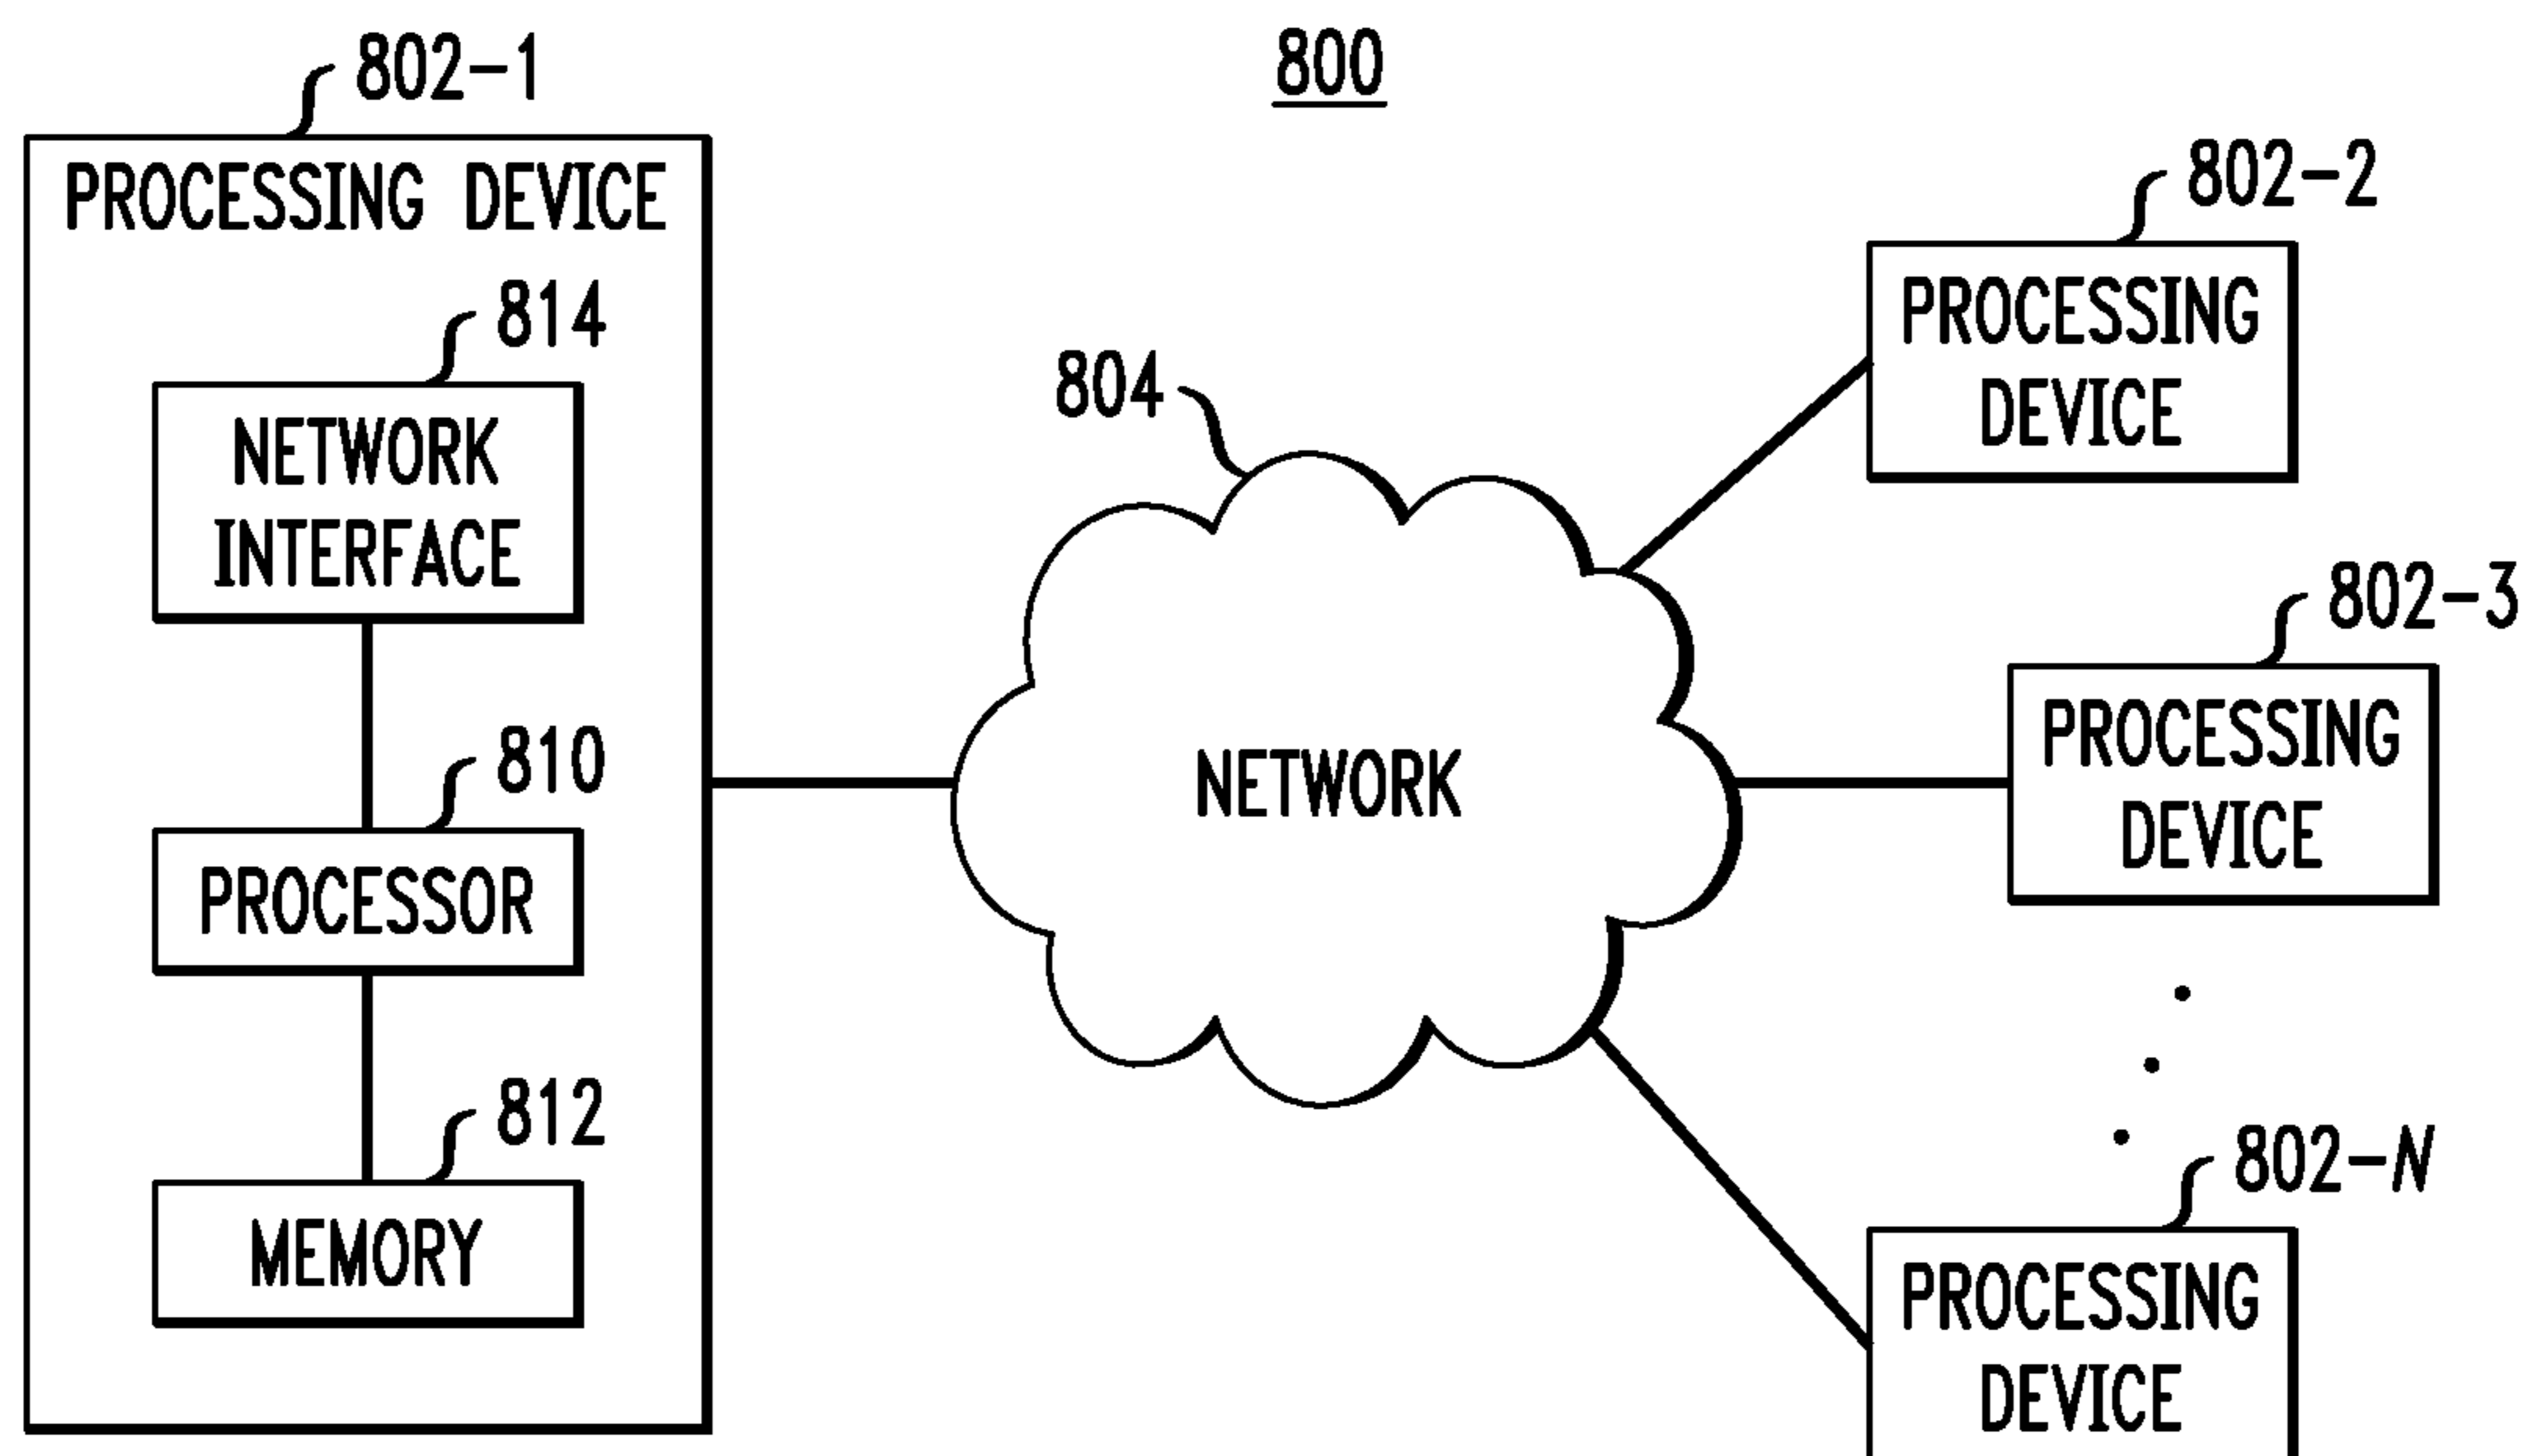 800
802-1
PROCESSING DEVICE
814
NETWORK
INTERFACE
810
PROCESSOR
812
MEMORY
804
NETWORK
802-2
PROCESSING
DEVICE
802-3
PROCESSING
DEVICE
802-N
PROCESSING
DEVICE